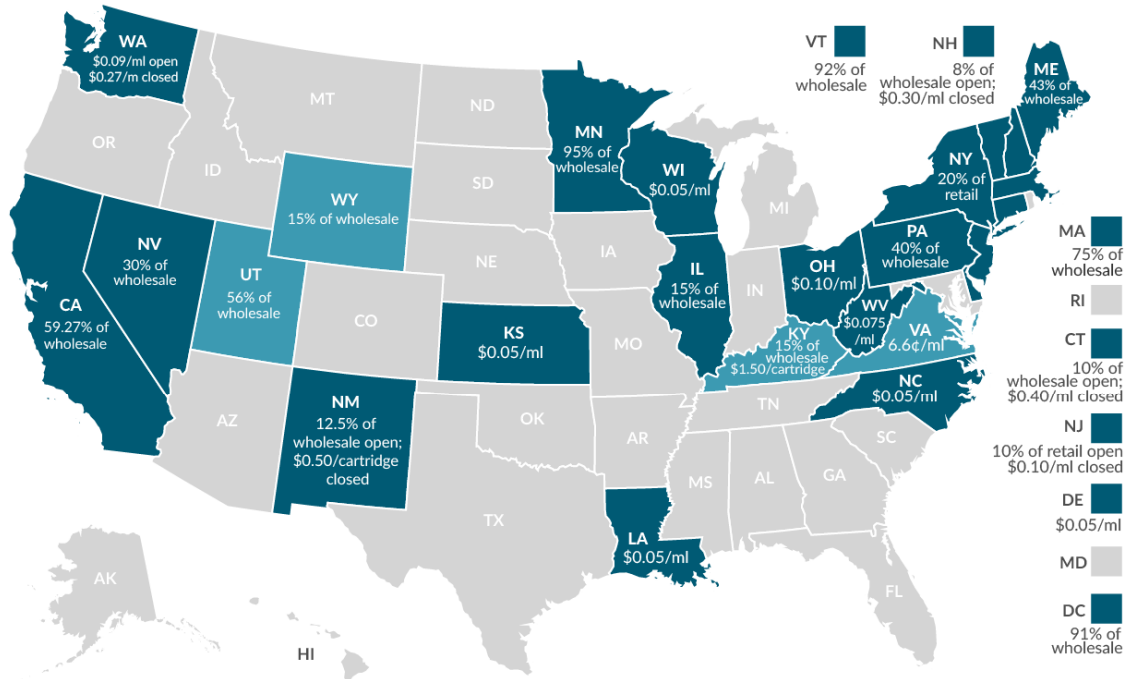 WA
$0.09/ml open
$0.27/m closed
OR
CA
59.27% of
wholesale
NV
30% of
wholesale
ID
MT
WY
15% of wholesale
UT
56% of
wholesale
AZ
CO
NM
12.5% of
wholesale open;
$0.50/cartridge
closed
ND
SD
NE
KS
$0.05/ml
OK
TX
MN
95% of
wholesale
IA
MO
AR
LA
$0.05/ml
WI
$0.05/ml
IL
15% of
wholesale
MI
IN
OH
$0.10/ml
KY
15% of
wholesale
$1.50/cartridge
TN
MS
AL
GA
FL
SC
NC
$0.05/ml
VA
6.6¢/ml
WV
$0.075
/ml
PA
40% of
wholesale
NY
20% of
retail
ME
43% of
wholesale
VT
92% of
wholesale
NH
8% of
wholesale open;
$0.30/ml closed
MA
75% of
wholesale
RI
CT
10% of
wholesale open;
$0.40/ml closed
NJ
10% of retail open
$0.10/ml closed
DE
$0.05/ml
MD
DC
91% of
wholesale
AK
HI